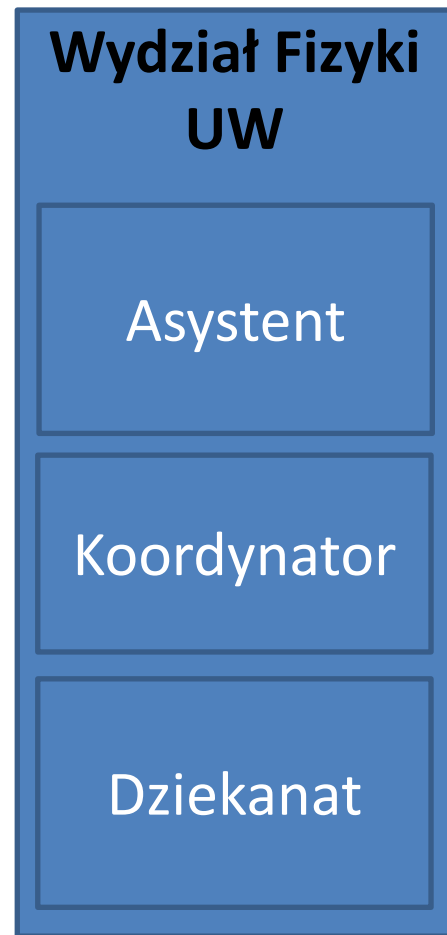 Wydział Fizyki
UW
Asystent
Koordynator
Dziekanat